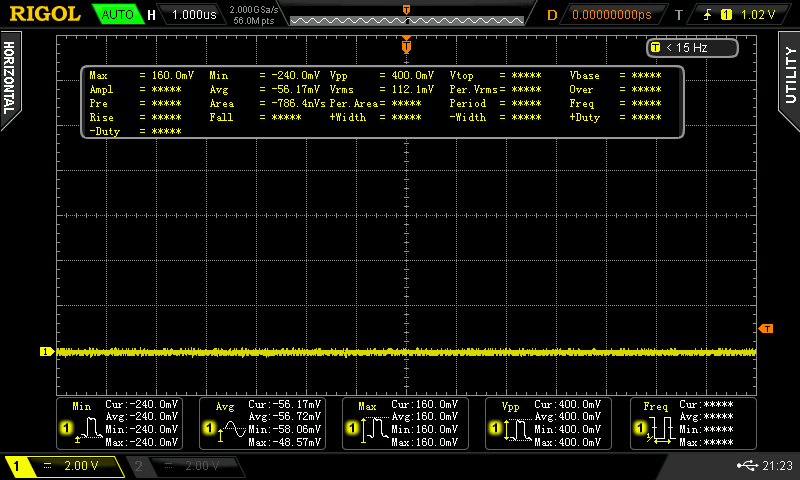 RIGOL AUTO H 1.000us 2.000GSa/s D 0.00000000ps T 1 1.02 V
56.0M pts
T
T
T < 15 Hz
HORIZONTAL
UTILITY
Max = 160.0mV Min = -240.0mV Vpp = 400.0mV Vtop = ***** Vbase = *****
Ampl = ***** Avg = -56.17mV Vrms = 112.1mV Per.Vrms= ***** Over = *****
Pre = ***** Area = -786.4nVs Per.Area= ***** Period = ***** Freq = *****
Rise = ***** Fall = ***** +Width = ***** -Width = ***** +Duty = *****
-Duty = *****
T
1
Min Cur:-240.0mV
Avg:-240.0mV
1 Min:-240.0mV
Max:-240.0mV
Avg Cur:-56.17mV
Avg:-56.72mV
1 Min:-58.06mV
Max:-48.57mV
Max Cur:160.0mV
Avg:160.0mV
1 Min:160.0mV
Max:160.0mV
Vpp Cur:400.0mV
Avg:400.0mV
1 Min:400.0mV
Max:400.0mV
Freq Cur:*****
Avg:*****
1 Min:*****
Max:*****
1 2.00 V 2 2.00 V 21:23